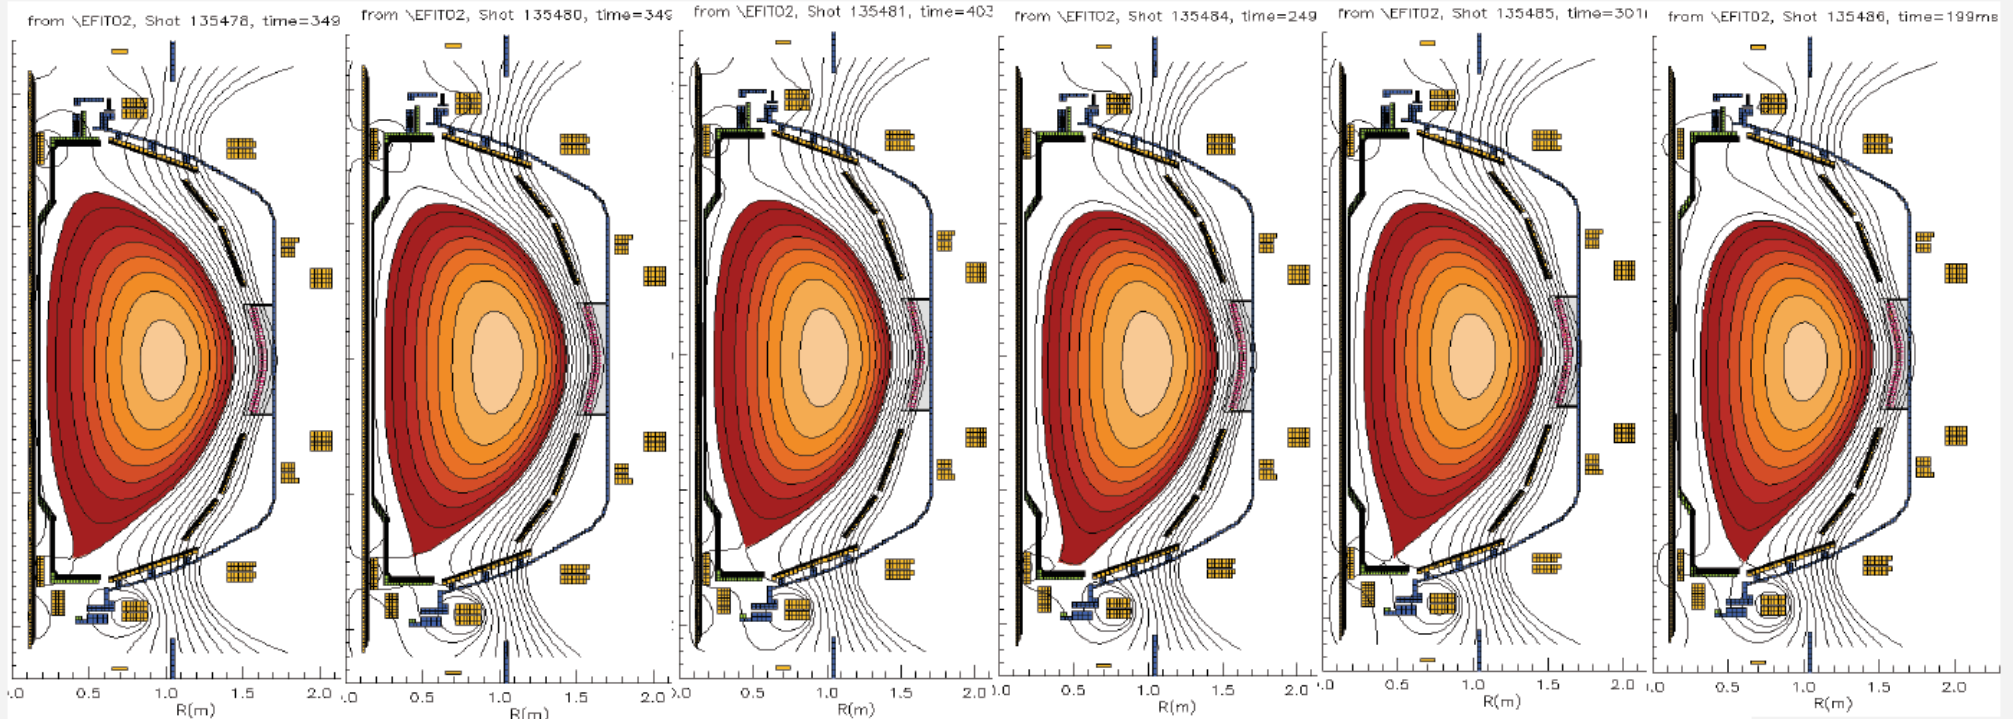 from \EFIT02, Shot 135478, time=349
from \EFIT02, Shot 135480, time=349
from \EFIT02, Shot 135481, time=403
from \EFIT02, Shot 135484, time=249
from \EFIT02, Shot 135485, time=301
from \EFIT02, Shot 135486, time=199ms
.0 0.5 1.0 1.5 2.0
R(m)
.0 0.5 1.0 1.5 2.0
R(m)
.0 0.5 1.0 1.5 2.0
R(m)
.0 0.5 1.0 1.5 2.0
R(m)
.0 0.5 1.0 1.5 2.0
R(m)
.0 0.5 1.0 1.5 2.0
R(m)